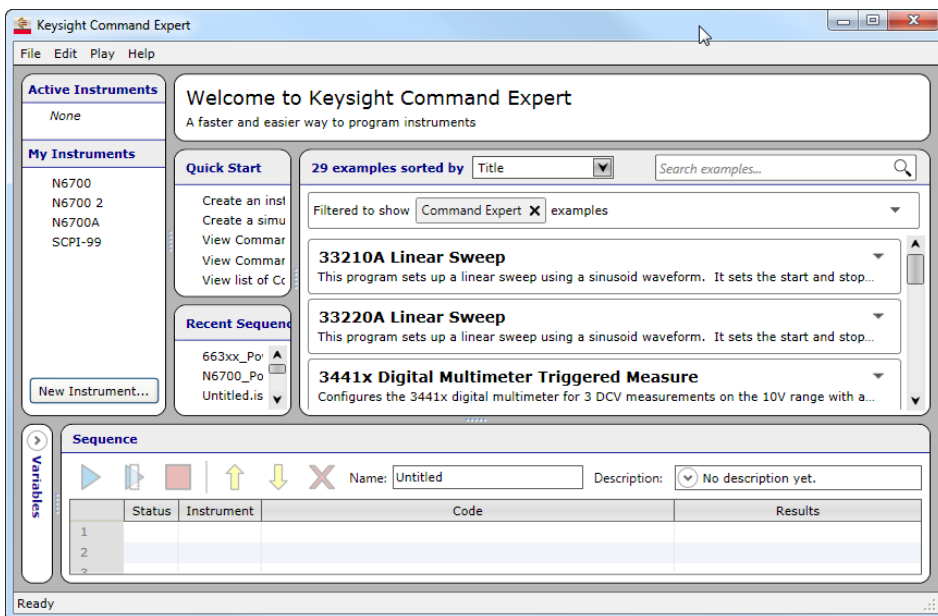 Keysight Command Expert
File Edit Play Help
Active Instruments
None
My Instruments
N6700
N6700 2
N6700A
SCPI-99
New Instrument...
Welcome to Keysight Command Expert
A faster and easier way to program instruments
Quick Start
Create an inst
Create a simu
View Commar
View Commar
View list of Cc
Recent Sequenc
663xx_Po
N6700_Po
Untitled.is
29 examples sorted by Title
Search examples...
Filtered to show Command Expert X examples
33210A Linear Sweep
This program sets up a linear sweep using a sinusoid waveform. It sets the start and stop...
33220A Linear Sweep
This program sets up a linear sweep using a sinusoid waveform. It sets the start and stop...
3441x Digital Multimeter Triggered Measure
Configures the 3441x digital multimeter for 3 DCV measurements on the 10V range with a...
Variables
Sequence
Name: Untitled Description: No description yet.
Status Instrument Code Results
1
2
3
Ready